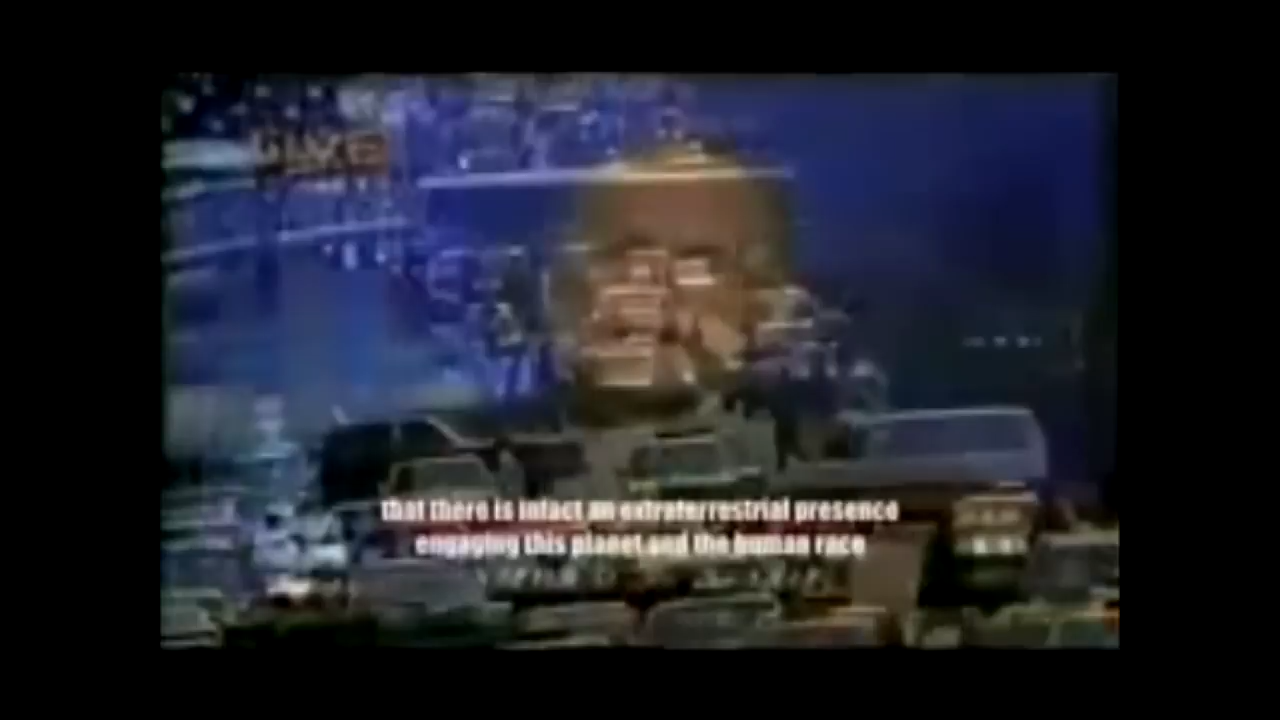 that there is infact an extraterrestrial presence
engaging this planet and the human race